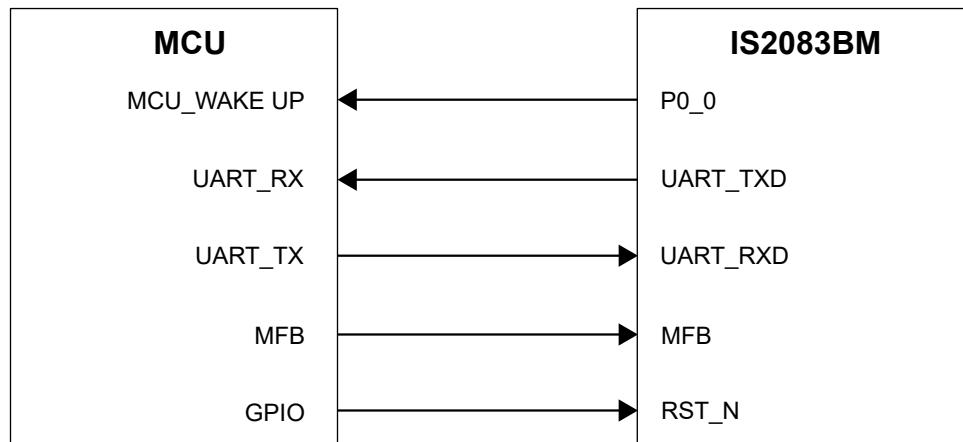 MCU IS2083BM
MCU_WAKE UP P0_0
UART_RX UART_TXD
UART_TX UART_RXD
MFB MFB
GPIO RST_N